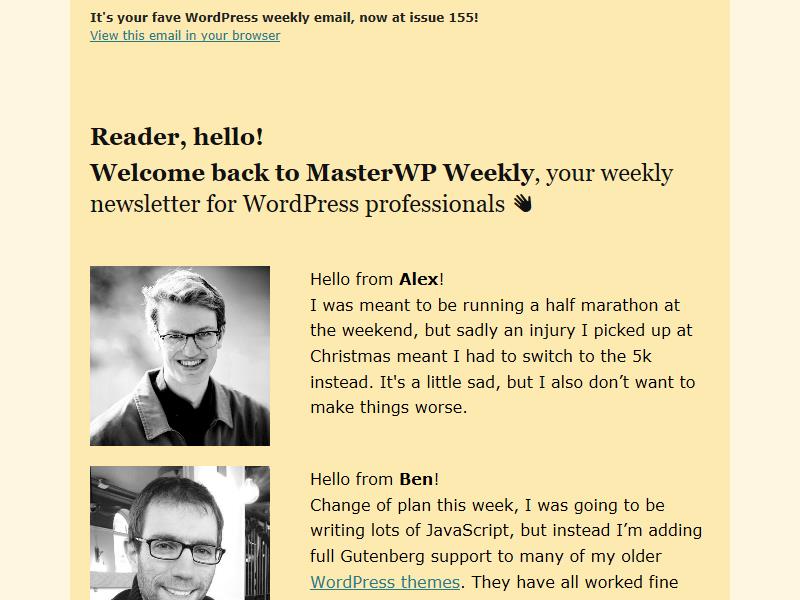 It's your fave WordPress weekly email, now at issue 155!
View this email in your browser
Reader, hello!
Welcome back to MasterWP Weekly, your weekly
newsletter for WordPress professionals 👋
Hello from Alex!
I was meant to be running a half marathon at
the weekend, but sadly an injury I picked up at
Christmas meant I had to switch to the 5k
instead. It's a little sad, but I also don’t want to
make things worse.
Hello from Ben!
Change of plan this week, I was going to be
writing lots of JavaScript, but instead I’m adding
full Gutenberg support to many of my older
WordPress themes. They have all worked fine